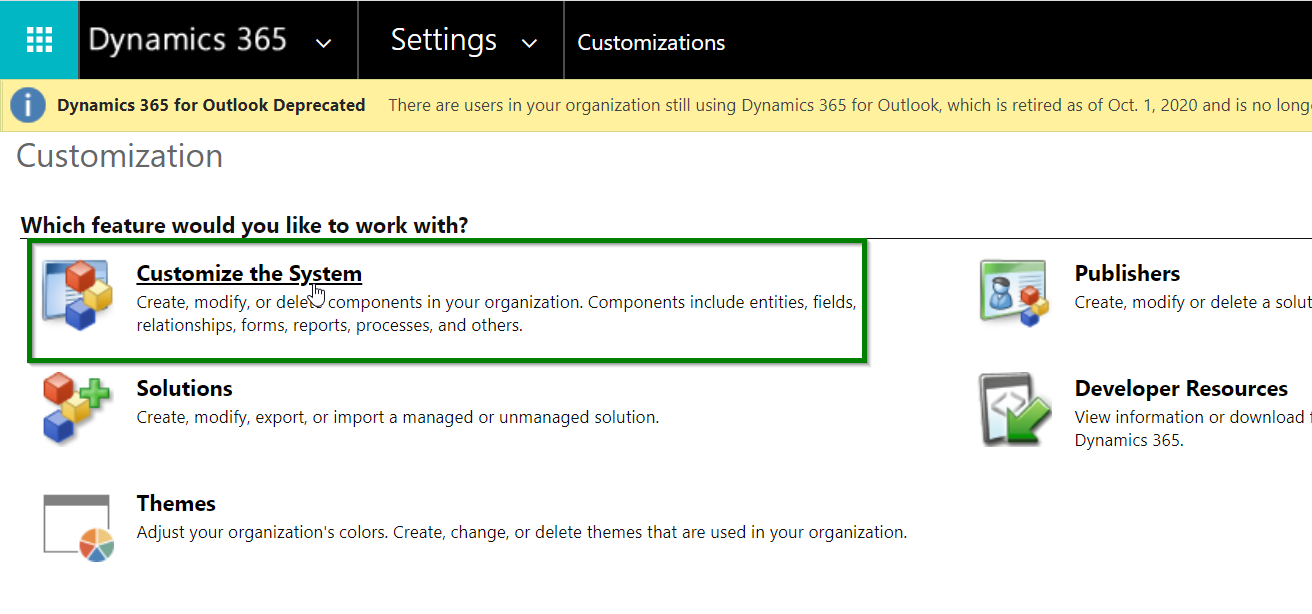 Dynamics 365 Settings Customizations
Dynamics 365 for Outlook Deprecated There are users in your organization still using Dynamics 365 for Outlook, which is retired as of Oct. 1, 2020 and is no
Customization
Which feature would you like to work with?
Customize the System
Create, modify, or delete components in your organization. Components include entities, fields,
relationships, forms, reports, processes, and others.
Publishers
Create, modify or delete a
Solutions
Create, modify, export, or import a managed or unmanaged solution.
Developer Resources
View information or download
Dynamics 365.
Themes
Adjust your organization's colors. Create, change, or delete themes that are used in your organization.